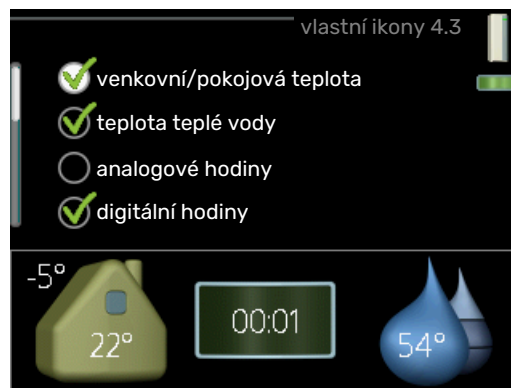 vlastní ikony 4.3
venkovní/pokojová teplota
teplota teplé vody
analogové hodiny
digitální hodiny
-5°
22°
00:01
54°